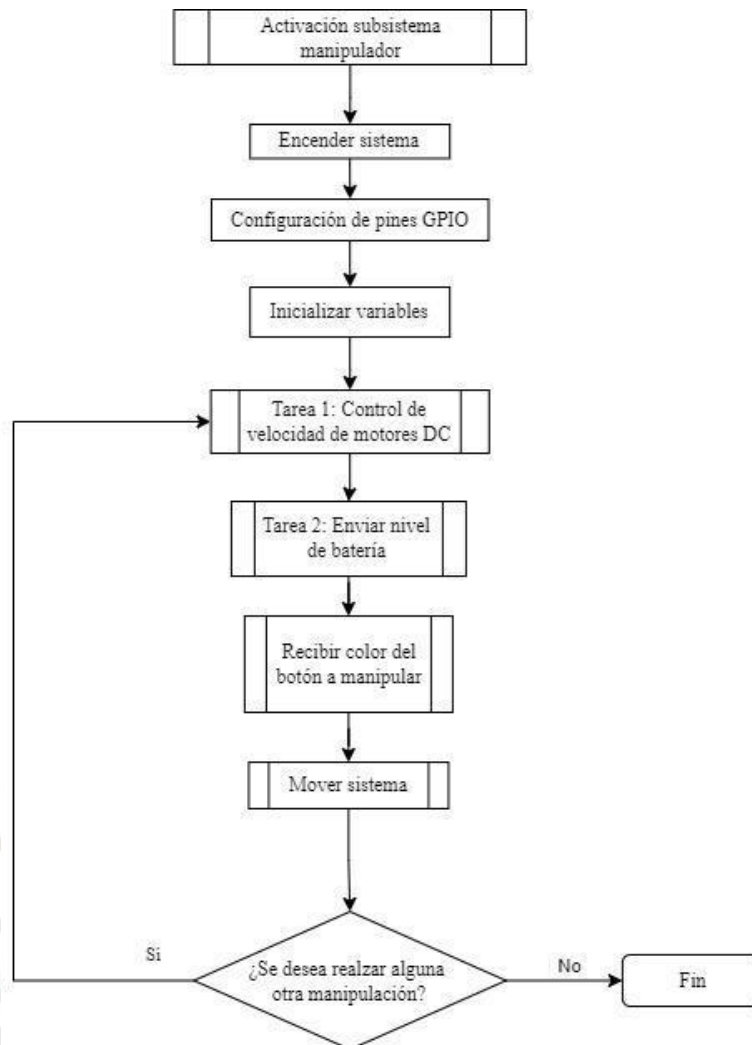 Activación subsistema
manipulador
Encender sistema
Configuración de pines GPIO
Inicializar variables
Tarea 1: Control de
velocidad de motores DC
Tarea 2: Enviar nivel
de batería
Recibir color del
botón a manipular
Mover sistema
¿Se desea realzar alguna
otra manipulación?
Si
No
Fin